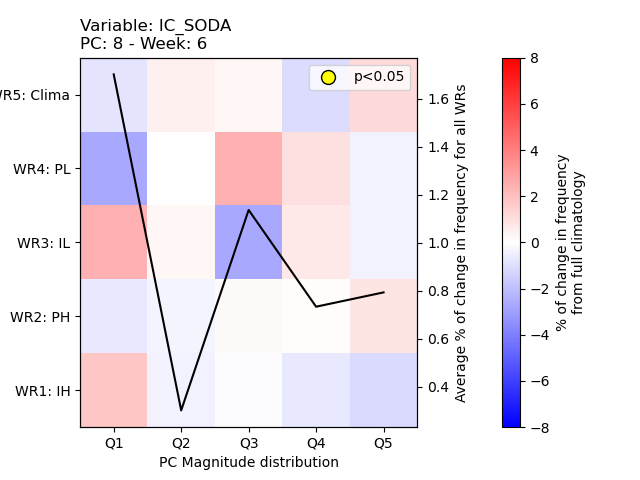 Variable: IC_SODA
PC: 8 - Week: 6
p<0.05
WR5: Clima
WR4: PL
WR3: IL
WR2: PH
WR1: IH
Q1 Q2 Q3 Q4 Q5
PC Magnitude distribution
1.6
1.4
1.2
1.0
0.8
0.6
0.4
Average % of change in frequency for all WRs
8
6
4
2
0
−2
−4
−6
−8
% of change in frequency
from full climatology